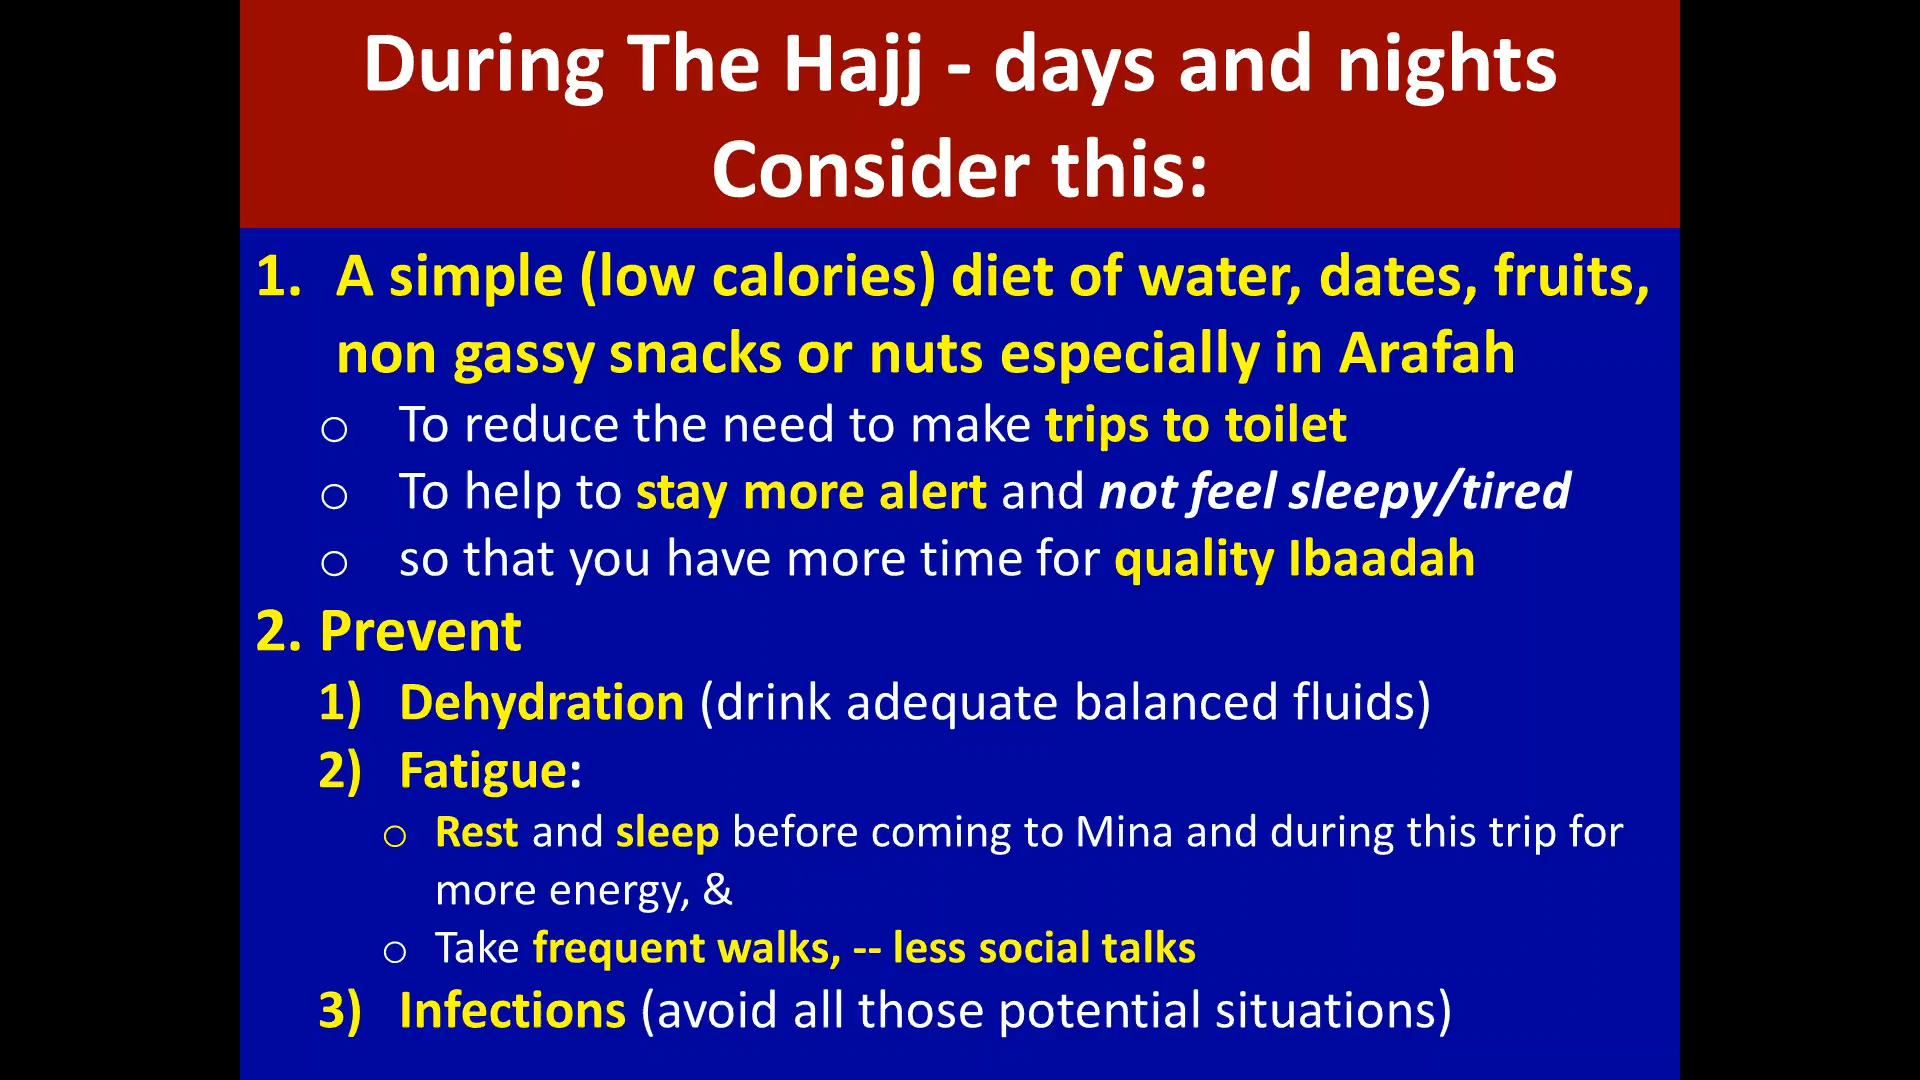 During The Hajj - days and nights
Consider this:
1. A simple (low calories) diet of water, dates, fruits,
non gassy snacks or nuts especially in Arafah
o To reduce the need to make trips to toilet
o To help to stay more alert and not feel sleepy/tired
o so that you have more time for quality Ibaadah
2. Prevent
1) Dehydration (drink adequate balanced fluids)
2) Fatigue:
o Rest and sleep before coming to Mina and during this trip for
more energy, &
o Take frequent walks, -- less social talks
3) Infections (avoid all those potential situations)